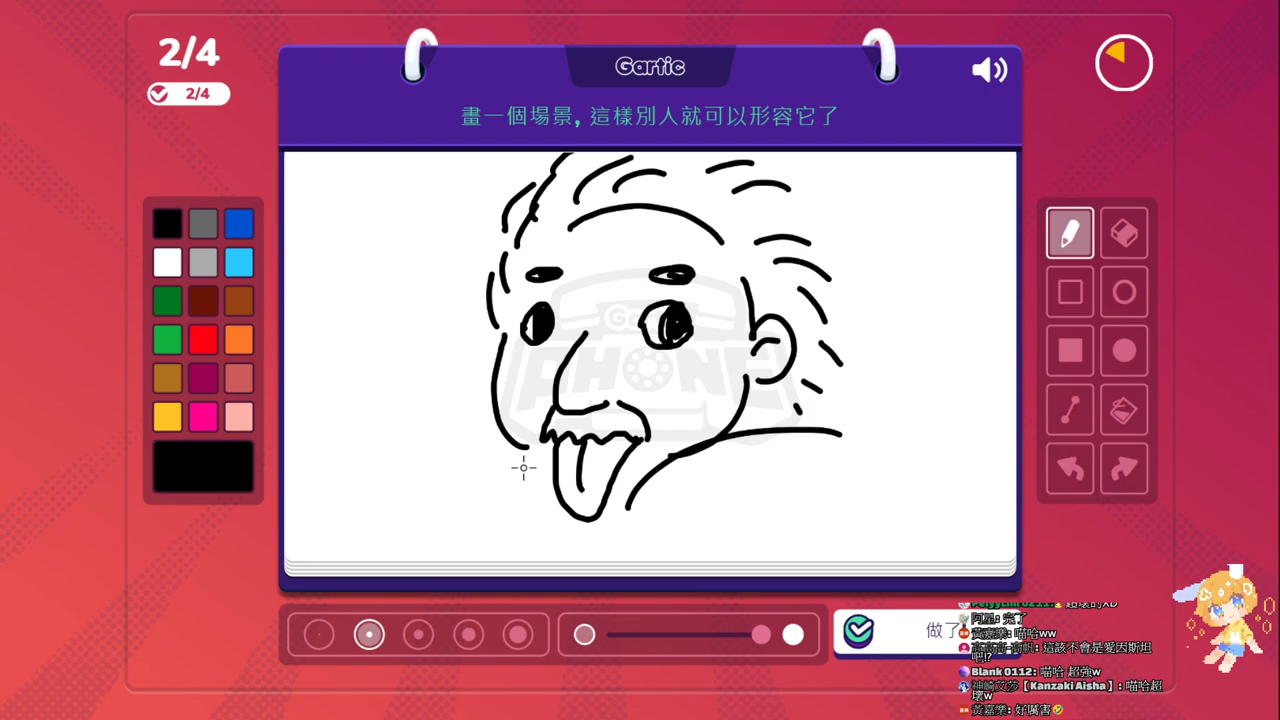 2/4
2/4
Gartic
畫一個場景, 這樣別人就可以形容它了
Ga
PHONE
做了
阿星: 完了
黃嘉樂: 喵哈ww
這該不會是愛因斯坦
吧!?
Blank 0112: 喵哈 超強w
神崎艾莎【Kanzaki Aisha】: 喵哈超
壞w
黃嘉樂: 好厲害🤣